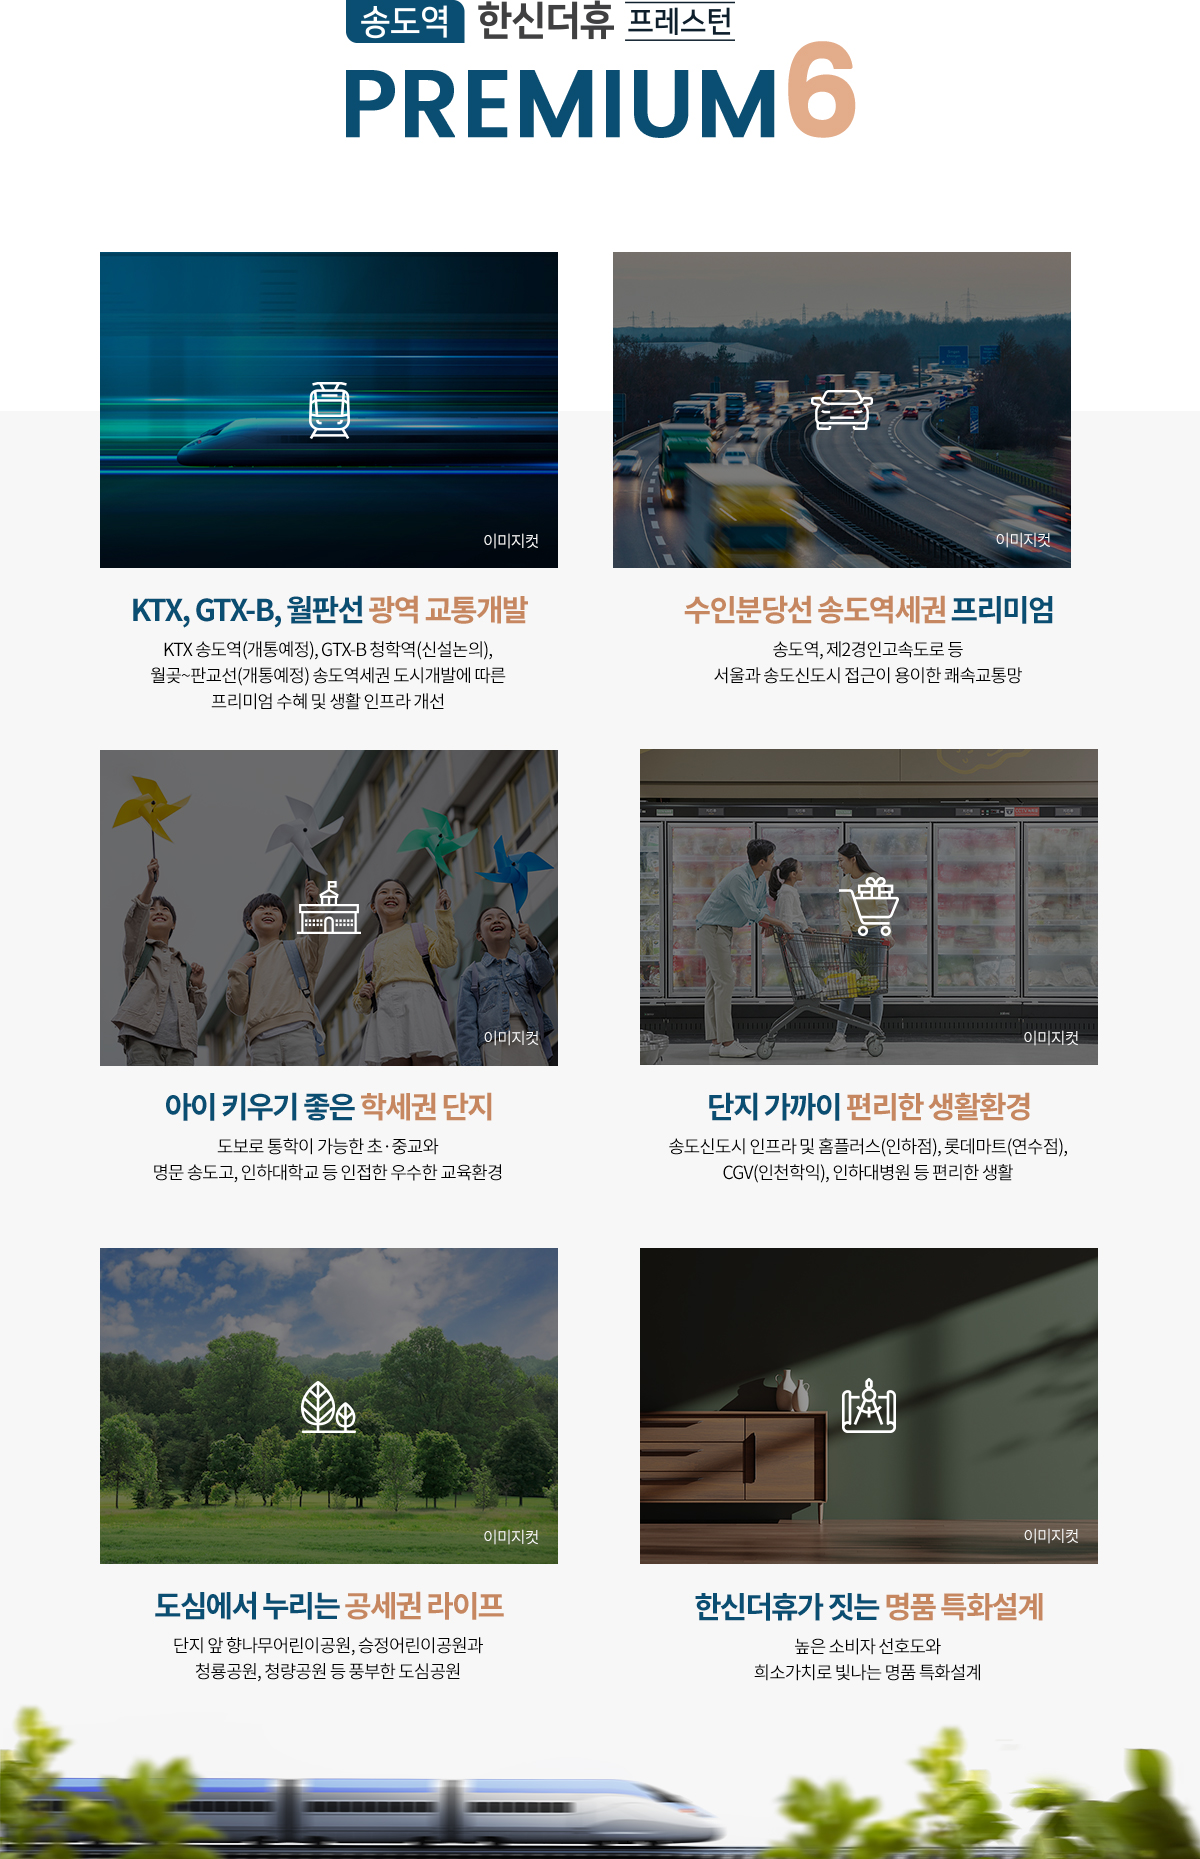 송도역 한신더휴 프레스턴
PREMIUM6
이미지컷
이미지컷
KTX, GTX-B, 월판선 광역 교통개발
KTX 송도역(개통예정), GTX-B 청학역(신설논의),
월곶~판교선(개통예정) 송도역세권 도시개발에 따른
프리미엄 수혜 및 생활 인프라 개선
수인분당선 송도역세권 프리미엄
송도역, 제2경인고속도로 등
서울과 송도신도시 접근이 용이한 쾌속교통망
이미지컷
이미지컷
아이 키우기 좋은 학세권 단지
도보로 통학이 가능한 초·중교와
명문 송도고, 인하대학교 등 인접한 우수한 교육환경
단지 가까이 편리한 생활환경
송도신도시 인프라 및 홈플러스(인하점), 롯데마트(연수점),
CGV(인천학익), 인하대병원 등 편리한 생활
이미지컷
이미지컷
도심에서 누리는 공세권 라이프
단지 앞 향나무어린이공원, 승정어린이공원과
청룡공원, 청량공원 등 풍부한 도심공원
한신더휴가 짓는 명품 특화설계
높은 소비자 선호도와
희소가치로 빛나는 명품 특화설계